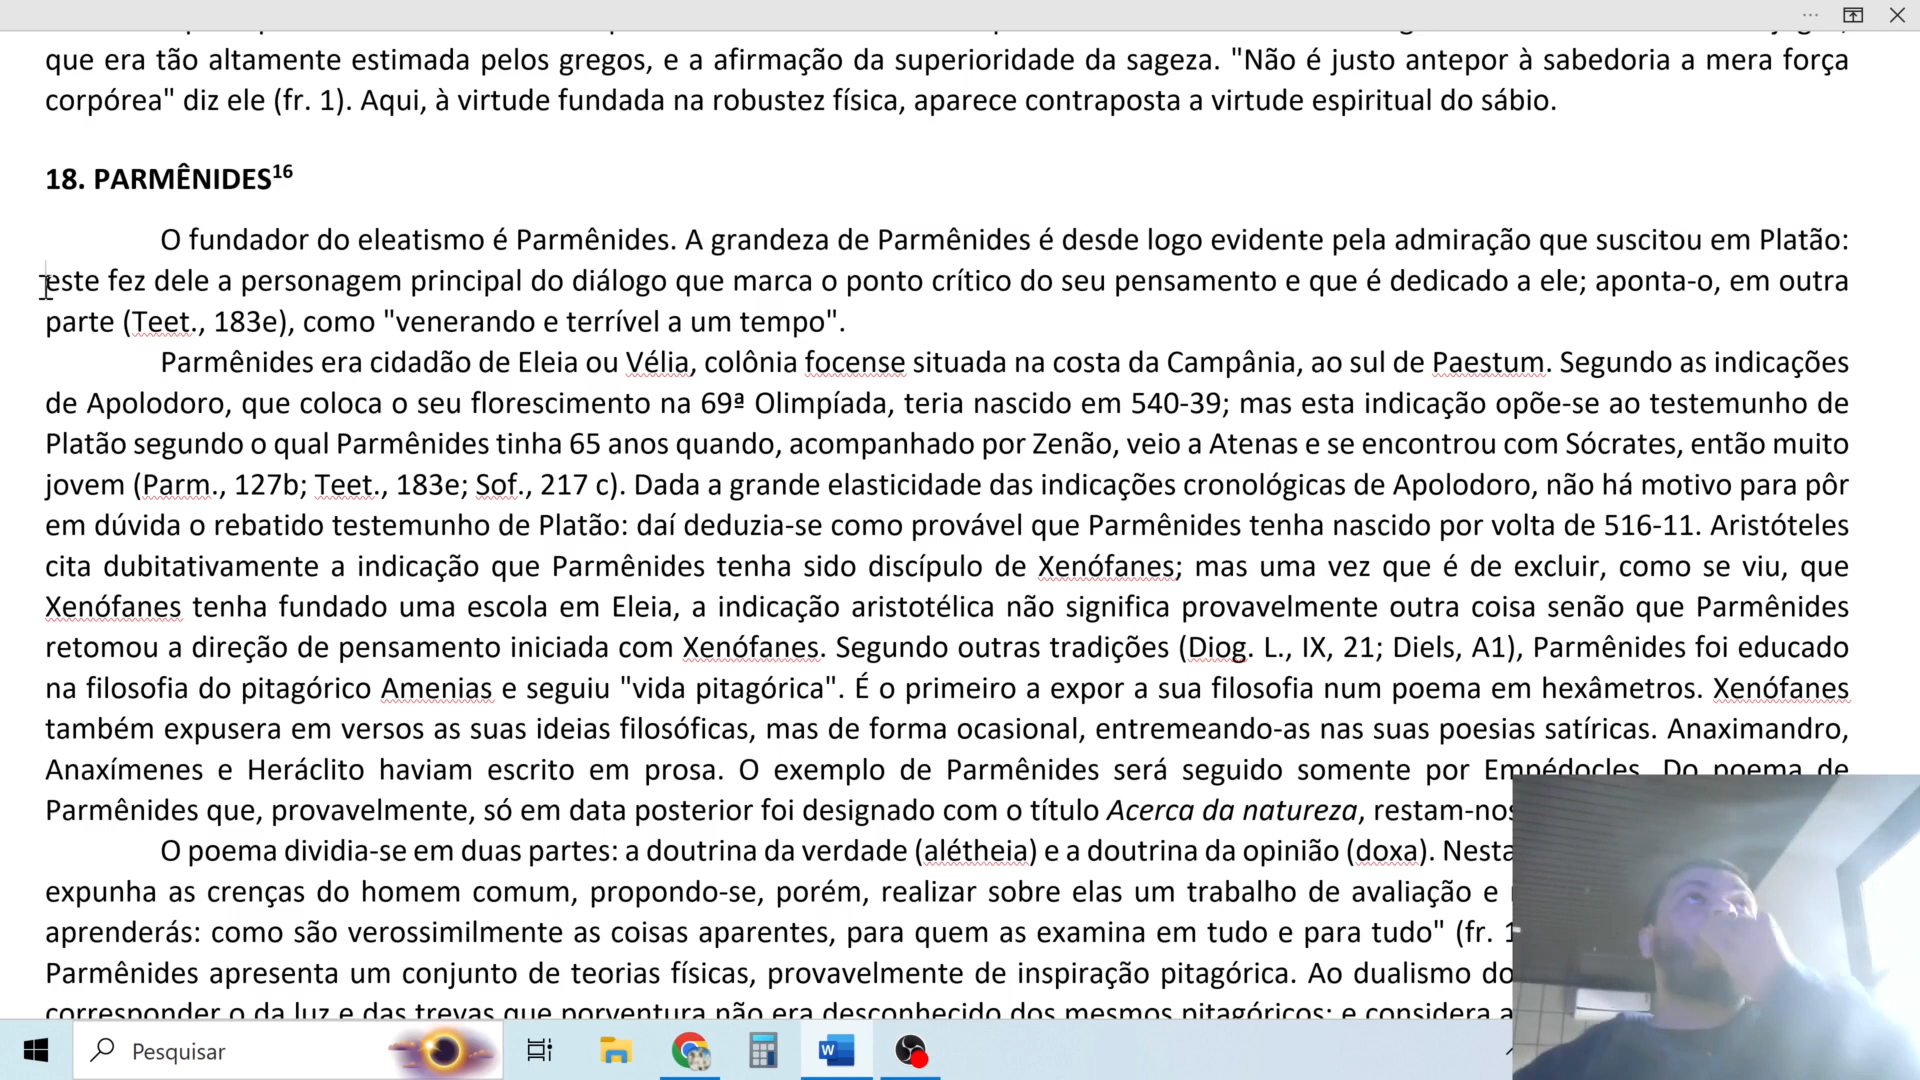 que era tão altamente estimada pelos gregos, e a afirmação da superioridade da sageza. "Não é justo antepor à sabedoria a mera força
corpórea" diz ele (fr. 1). Aqui, à virtude fundada na robustez física, aparece contraposta a virtude espiritual do sábio.
18. PARMÊNIDES16
O fundador do eleatismo é Parmênides. A grandeza de Parmênides é desde logo evidente pela admiração que suscitou em Platão:
este fez dele a personagem principal do diálogo que marca o ponto crítico do seu pensamento e que é dedicado a ele; aponta-o, em outra
parte (Teet., 183e), como "venerando e terrível a um tempo".
Parmênides era cidadão de Eleia ou Vélia, colônia focense situada na costa da Campânia, ao sul de Paestum. Segundo as indicações
de Apolodoro, que coloca o seu florescimento na 69ª Olimpíada, teria nascido em 540-39; mas esta indicação opõe-se ao testemunho de
Platão segundo o qual Parmênides tinha 65 anos quando, acompanhado por Zenão, veio a Atenas e se encontrou com Sócrates, então muito
jovem (Parm., 127b; Teet., 183e; Sof., 217 c). Dada a grande elasticidade das indicações cronológicas de Apolodoro, não há motivo para pôr
em dúvida o rebatido testemunho de Platão: daí deduzia-se como provável que Parmênides tenha nascido por volta de 516-11. Aristóteles
cita dubitativamente a indicação que Parmênides tenha sido discípulo de Xenófanes; mas uma vez que é de excluir, como se viu, que
Xenófanes tenha fundado uma escola em Eleia, a indicação aristotélica não significa provavelmente outra coisa senão que Parmênides
retomou a direção de pensamento iniciada com Xenófanes. Segundo outras tradições (Diog. L., IX, 21; Diels, A1), Parmênides foi educado
na filosofia do pitagórico Amenias e seguiu "vida pitagórica". É o primeiro a expor a sua filosofia num poema em hexâmetros. Xenófanes
também expusera em versos as suas ideias filosóficas, mas de forma ocasional, entremeando-as nas suas poesias satíricas. Anaximandro,
Anaxímenes e Heráclito haviam escrito em prosa. O exemplo de Parmênides será seguido somente por Empédocles. Do poema de
Parmênides que, provavelmente, só em data posterior foi designado com o título Acerca da natureza, restam-nos
O poema dividia-se em duas partes: a doutrina da verdade (alétheia) e a doutrina da opinião (doxa). Nesta
expunha as crenças do homem comum, propondo-se, porém, realizar sobre elas um trabalho de avaliação e
aprenderás: como são verossimilmente as coisas aparentes, para quem as examina em tudo e para tudo" (fr. 1
Parmênides apresenta um conjunto de teorias físicas, provavelmente de inspiração pitagórica. Ao dualismo do
corresponder o da luz e das trevas que porventura não era desconhecido dos mesmos pitagóricos; e considera a
Pesquisar